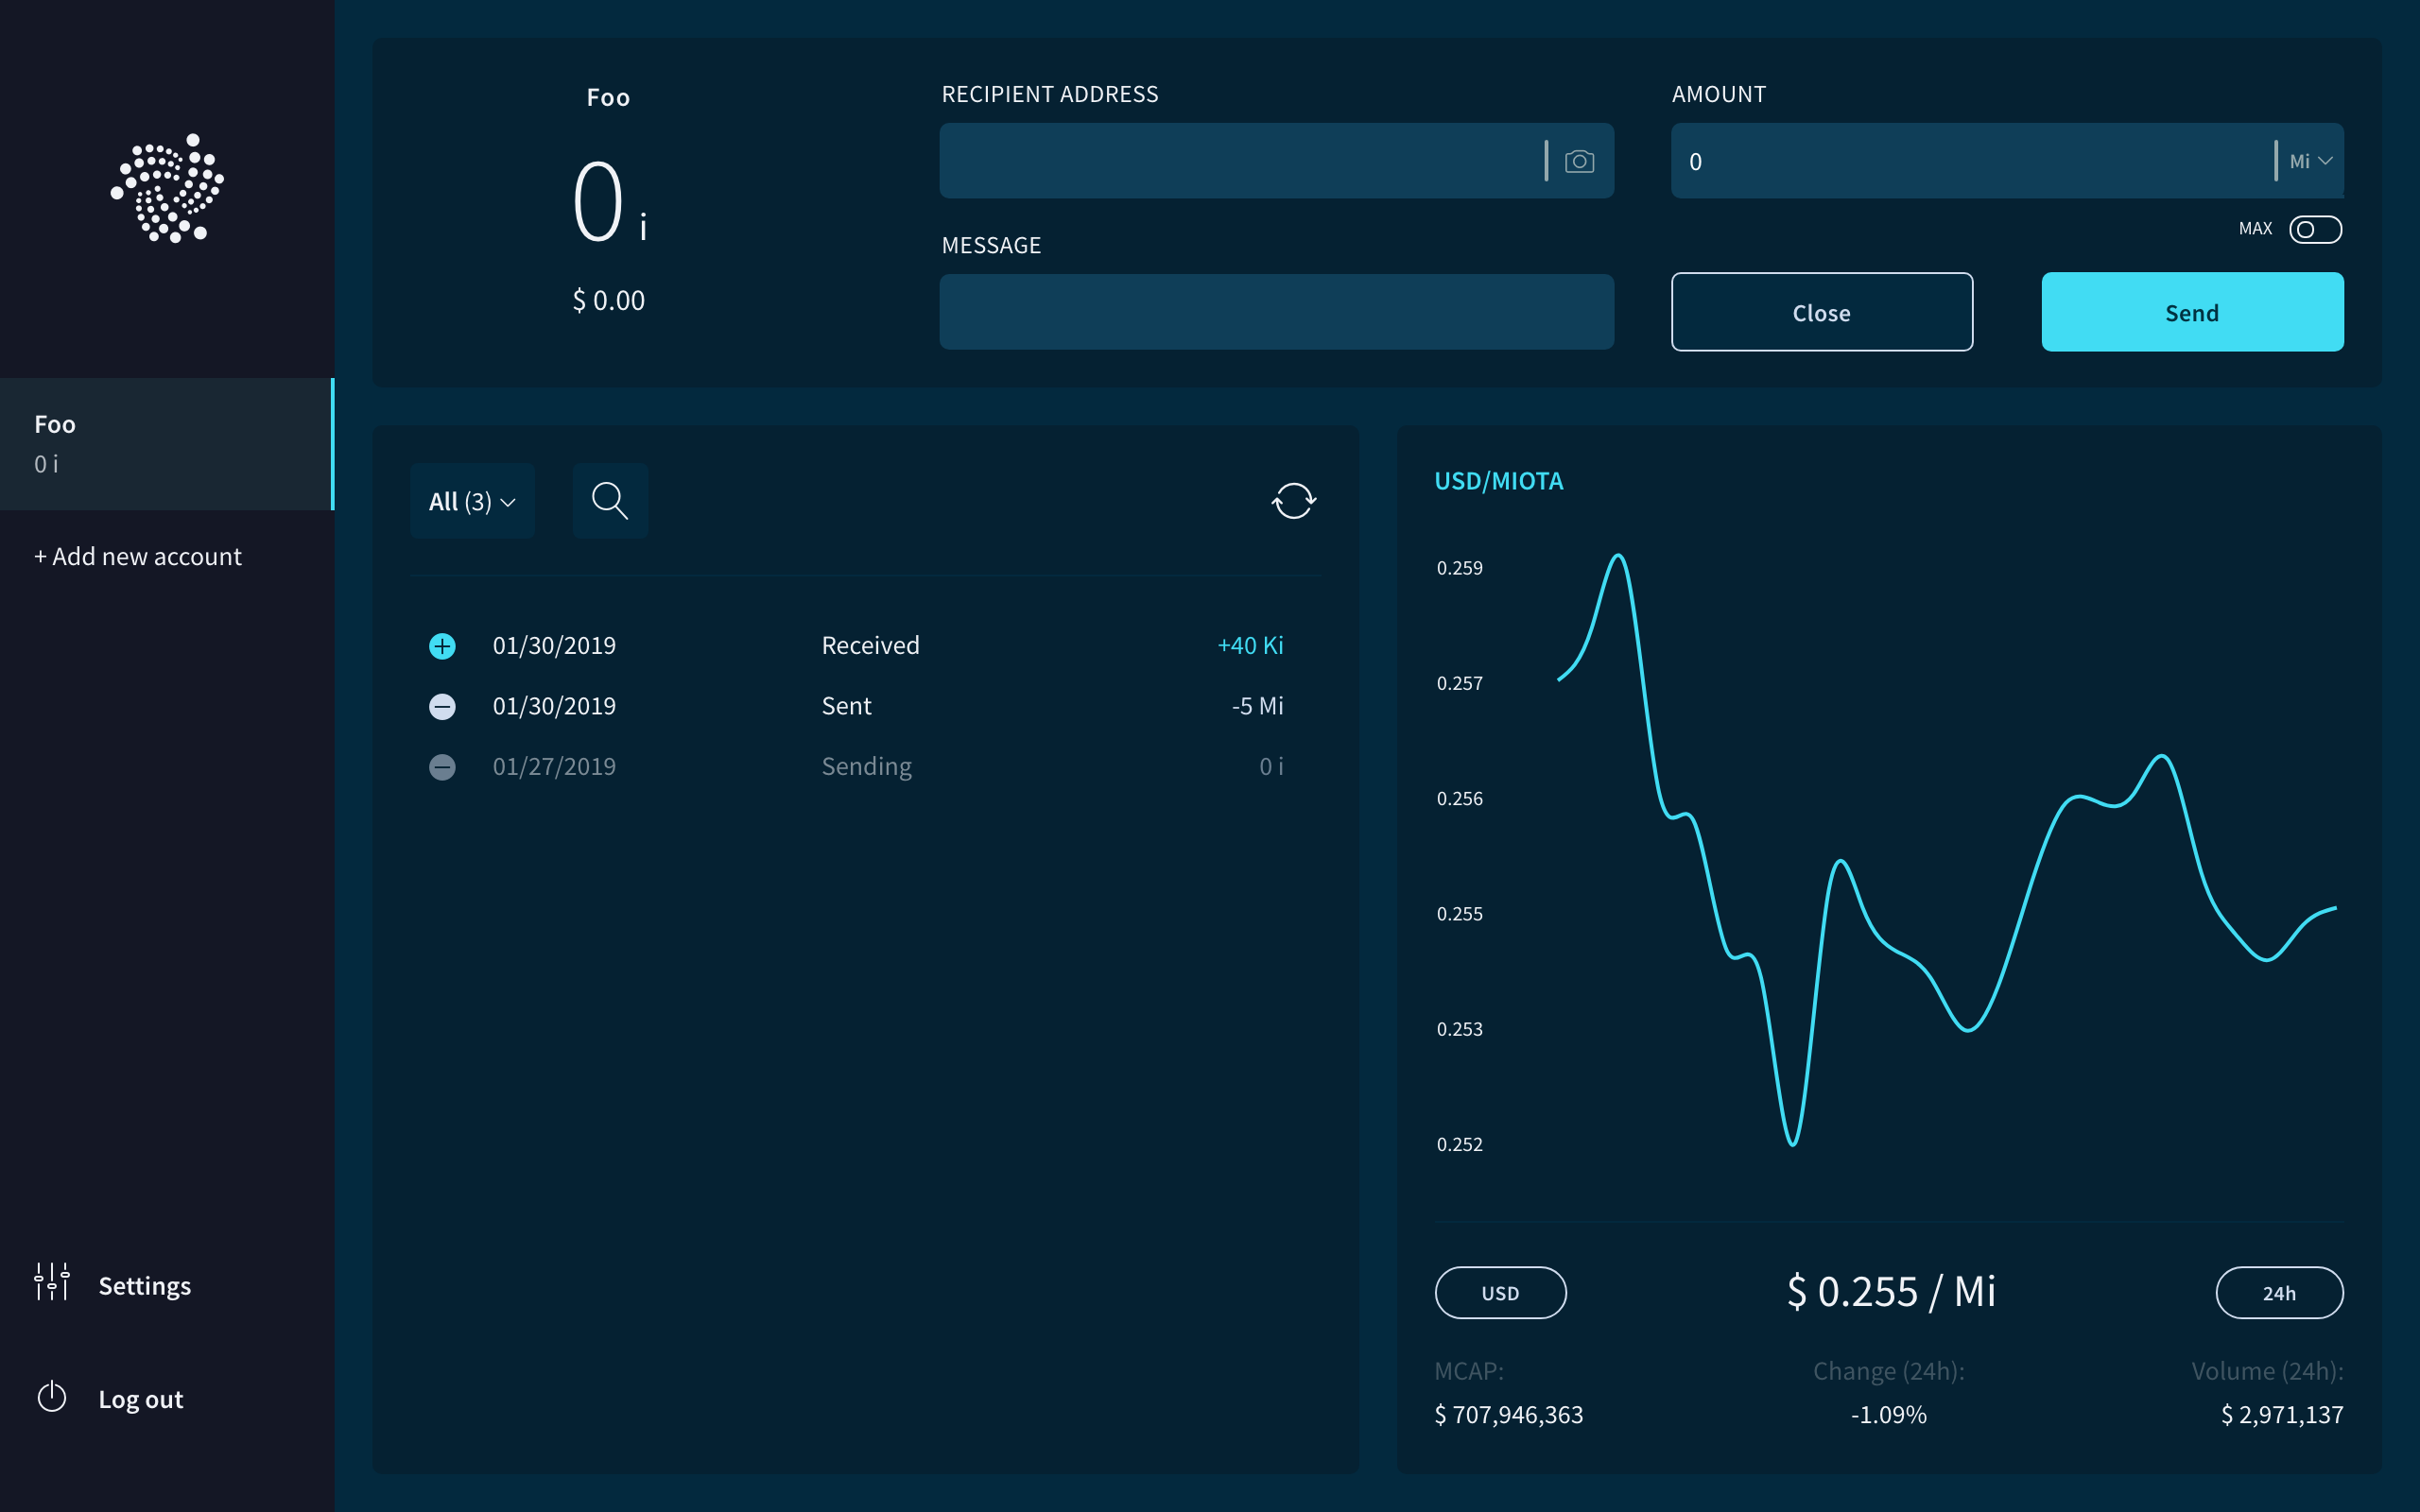 Foo
0 i
+ Add new account
Settings
Log out
Foo
0 i
$ 0.00
RECIPIENT ADDRESS
MESSAGE
AMOUNT
0 Mi
MAX
Close Send
All (3)
01/30/2019 Received +40 Ki
01/30/2019 Sent -5 Mi
01/27/2019 Sending 0 i
USD/MIOTA
0.259
0.257
0.256
0.255
0.253
0.252
USD $ 0.255 / Mi 24h
MCAP: Change (24h): Volume (24h):
$ 707,946,363 -1.09% $ 2,971,137